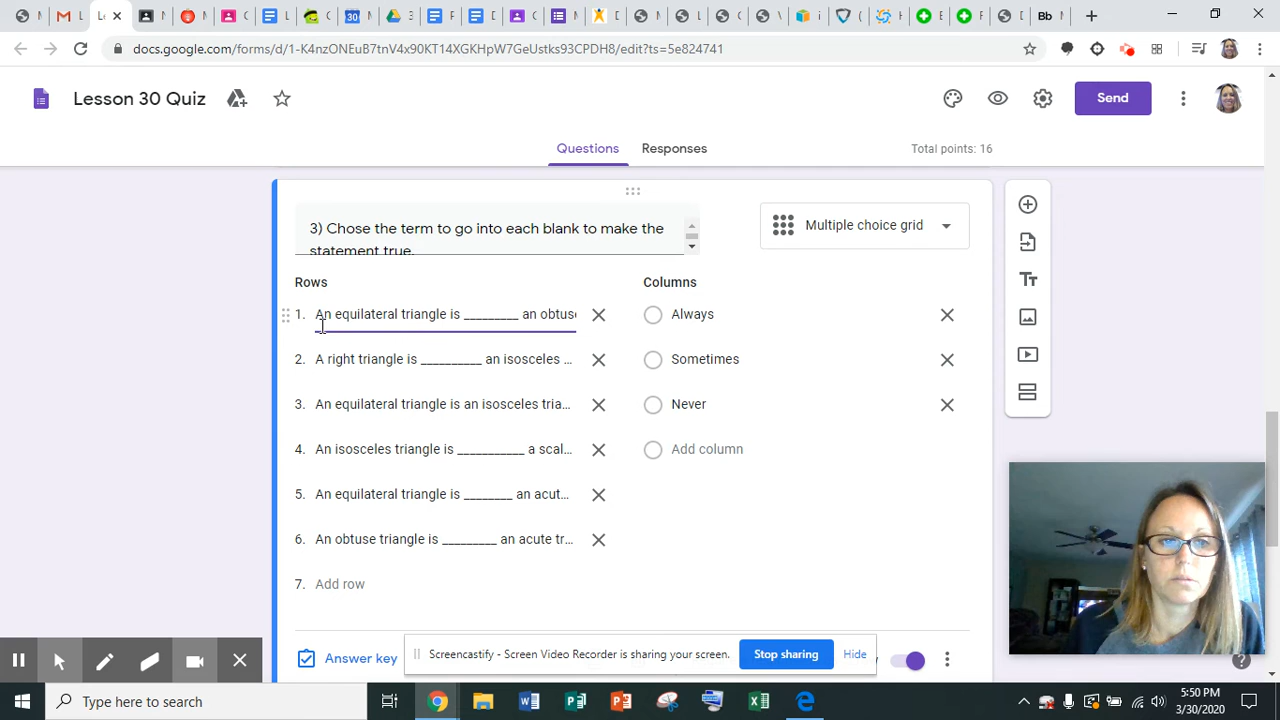 docs.google.com/forms/d/1-K4nzONEuB7tnV4x90KT14XGKHpW7GeUstks93CPDH8/edit?ts=5e824741
Lesson 30 Quiz
Send
Questions
Responses
Total points: 16
3) Chose the term to go into each blank to make the
statement true.
Multiple choice grid
Rows
Columns
1. An equilateral triangle is _________ an obtuse
Always
2. A right triangle is __________ an isosceles ...
Sometimes
3. An equilateral triangle is an isosceles tria...
Never
4. An isosceles triangle is ___________ a scal...
Add column
5. An equilateral triangle is ________ an acut...
6. An obtuse triangle is _________ an acute tr...
7. Add row
Answer key
Screencastify - Screen Video Recorder is sharing your screen.
Stop sharing
Hide
Type here to search
5:50 PM
3/30/2020